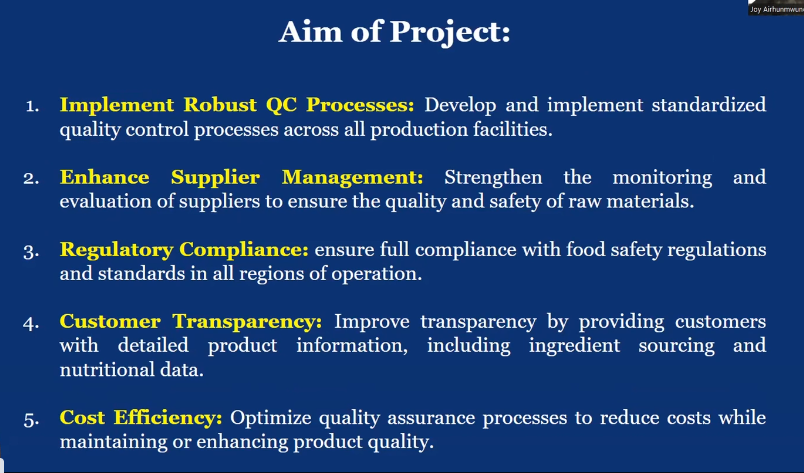 Joy Airhunmwun
Aim of Project:
1. Implement Robust QC Processes: Develop and implement standardized
quality control processes across all production facilities.
2. Enhance Supplier Management: Strengthen the monitoring and
evaluation of suppliers to ensure the quality and safety of raw materials.
3. Regulatory Compliance: ensure full compliance with food safety regulations
and standards in all regions of operation.
4. Customer Transparency: Improve transparency by providing customers
with detailed product information, including ingredient sourcing and
nutritional data.
5. Cost Efficiency: Optimize quality assurance processes to reduce costs while
maintaining or enhancing product quality.